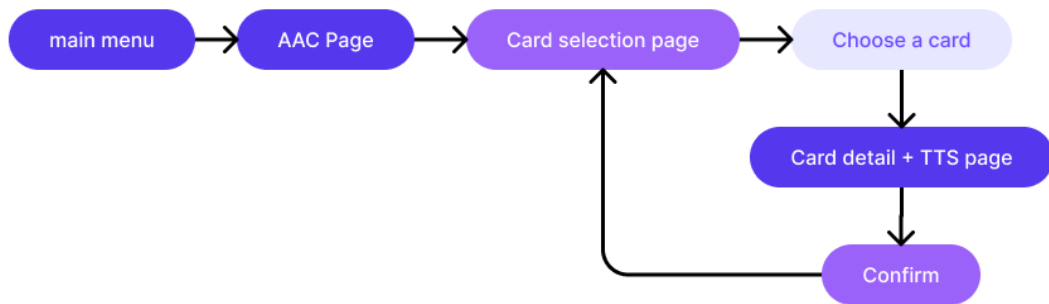 main menu
AAC Page
Card selection page
Choose a card
Card detail + TTS page
Confirm